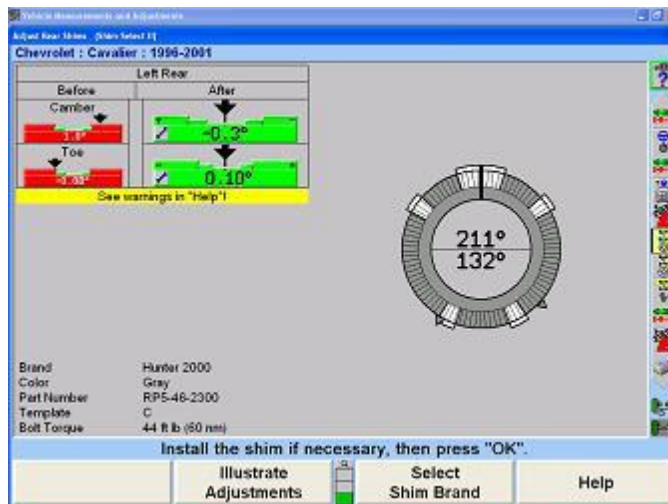 Vehicle Measurements and Adjustments
Adjust Rear Shims (Shim Select II)
Chevrolet : Cavalier : 1996-2001
Left Rear
Before After
Camber
-0.3°
Toe
0.10°
See warnings in "Help"!
211°
132°
Brand Hunter 2000
Color Gray
Part Number RP5-46-2300
Template C
Bolt Torque 44 ft lb (60 nm)
Install the shim if necessary, then press "OK".
Illustrate Adjustments
Select Shim Brand
Help